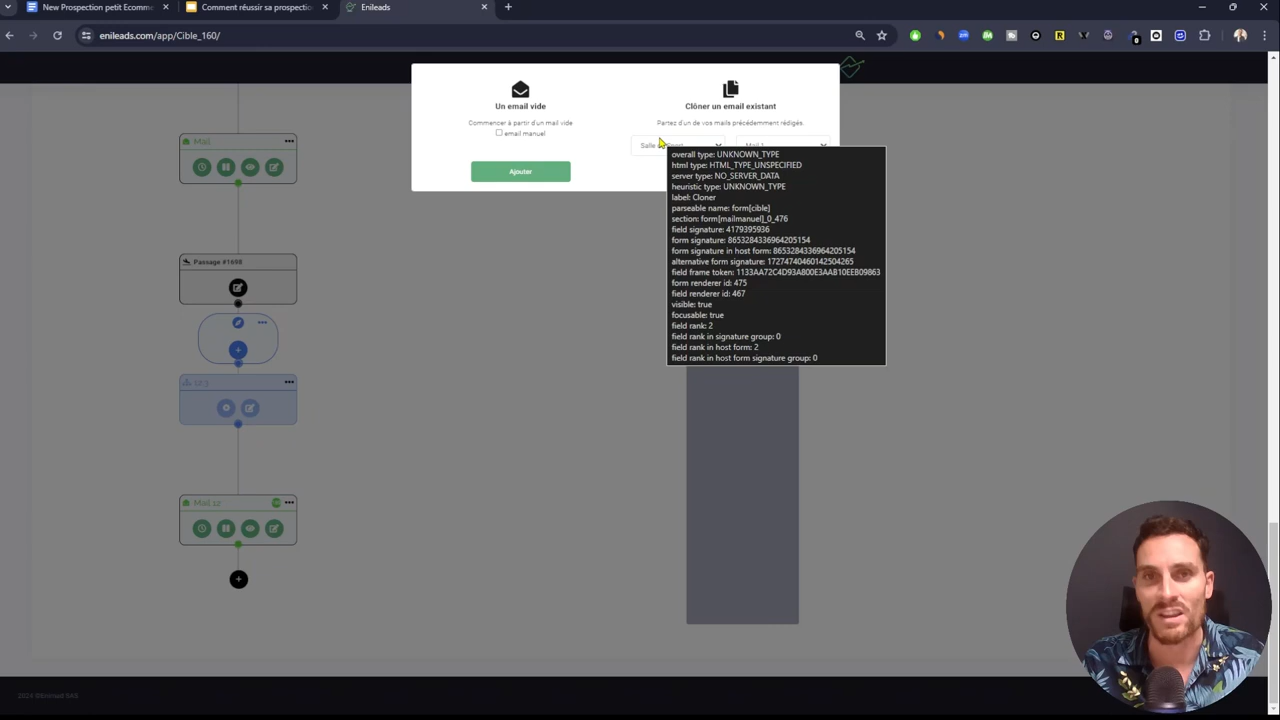 New Prospection petit Ecomme
Comment réussir sa prospectio
Enileads
enileads.com/app/Cible_160/
Un email vide
Commencer à partir d'un mail vide
email manuel
Ajouter
Clôner un email existant
Partez d'un de vos mails précédemment rédigés.
Salle
Mail 1
overall type: UNKNOWN_TYPE
html type: HTML_TYPE_UNSPECIFIED
server type: NO_SERVER_DATA
heuristic type: UNKNOWN_TYPE
label: Cloner
parseable name: form[cible]
section: form[mailmanuel]_0_476
field signature: 4179395936
form signature: 8653284336964205154
form signature in host form: 8653284336964205154
alternative form signature: 17274740460142504265
field frame token: 1133AA72C4D93A800E3AAB10EEB09863
form renderer id: 475
field renderer id: 467
visible: true
focusable: true
field rank: 2
field rank in signature group: 0
field rank in host form: 2
field rank in host form signature group: 0
Mail
Passage #1698
Mail 12